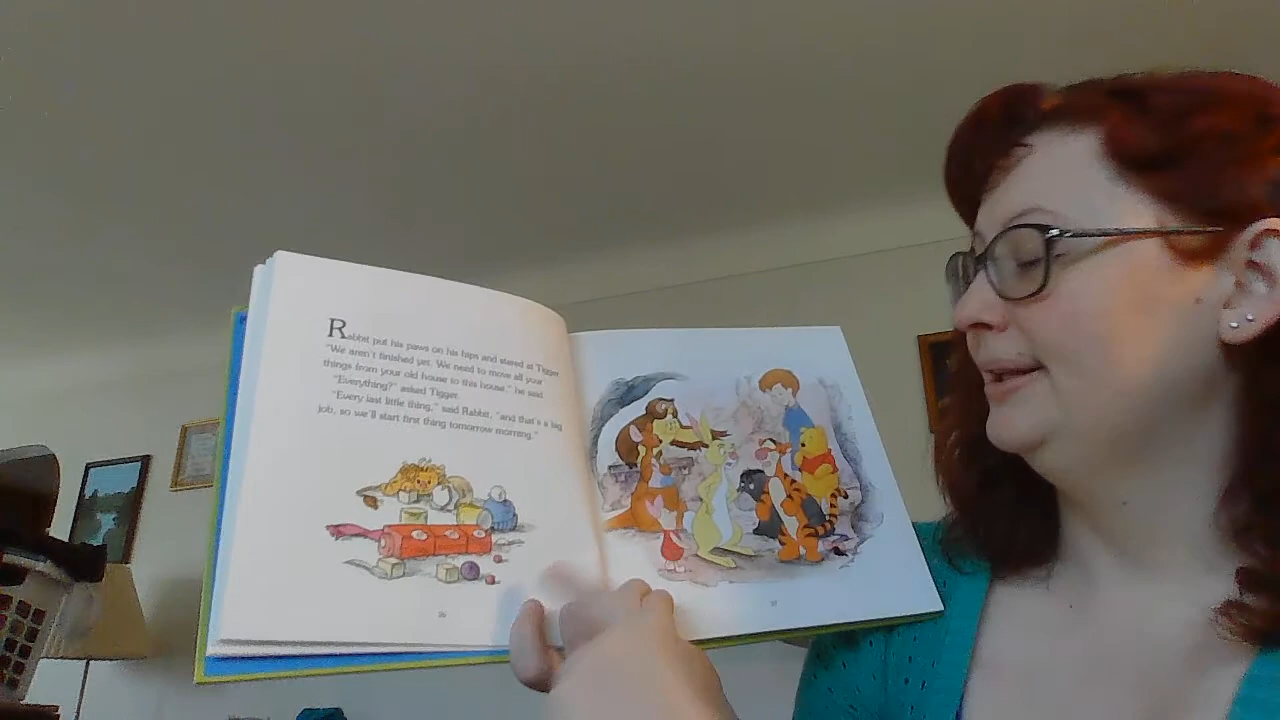 Rabbit put his paws on his hips and stared at Tigger.
"We aren't finished yet. We need to move all your
things from your old house to this house," he said.
"Everything?" asked Tigger.
"Every last little thing," said Rabbit, "and that's a big
job, so we'll start first thing tomorrow morning."